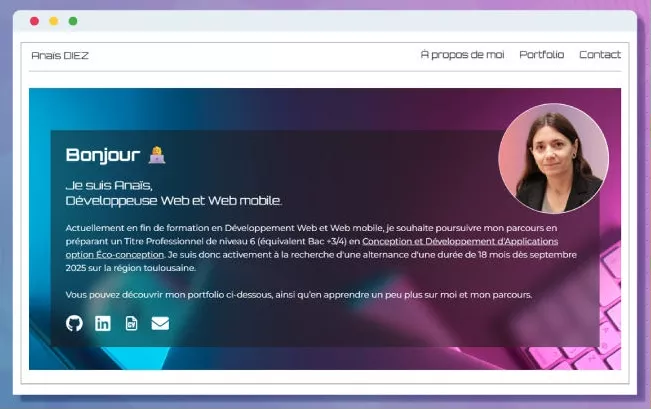 Anaïs DIEZ
À propos de moi
Portfolio
Contact
Bonjour
Je suis Anaïs,
Développeuse Web et Web mobile.
Actuellement en fin de formation en Développement Web et Web mobile, je souhaite poursuivre mon parcours en
préparant un Titre Professionnel de niveau 6 (équivalent Bac +3/4) en Conception et Développement d'Applications
option Éco-conception. Je suis donc activement à la recherche d'une alternance d'une durée de 18 mois dès septembre
2025 sur la région toulousaine.
Vous pouvez découvrir mon portfolio ci-dessous, ainsi qu'en apprendre un peu plus sur moi et mon parcours.
in
CV